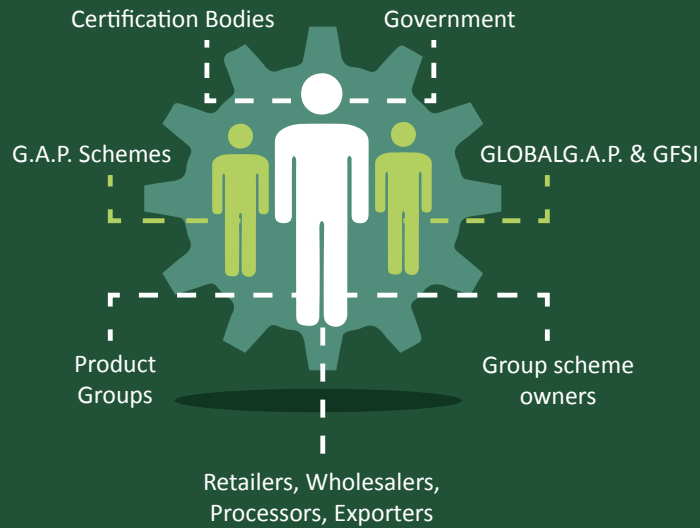 Certification Bodies
Government
G.A.P. Schemes
GLOBALG.A.P. & GFSI
Product
Groups
Group scheme
owners
Retailers, Wholesalers,
Processors, Exporters